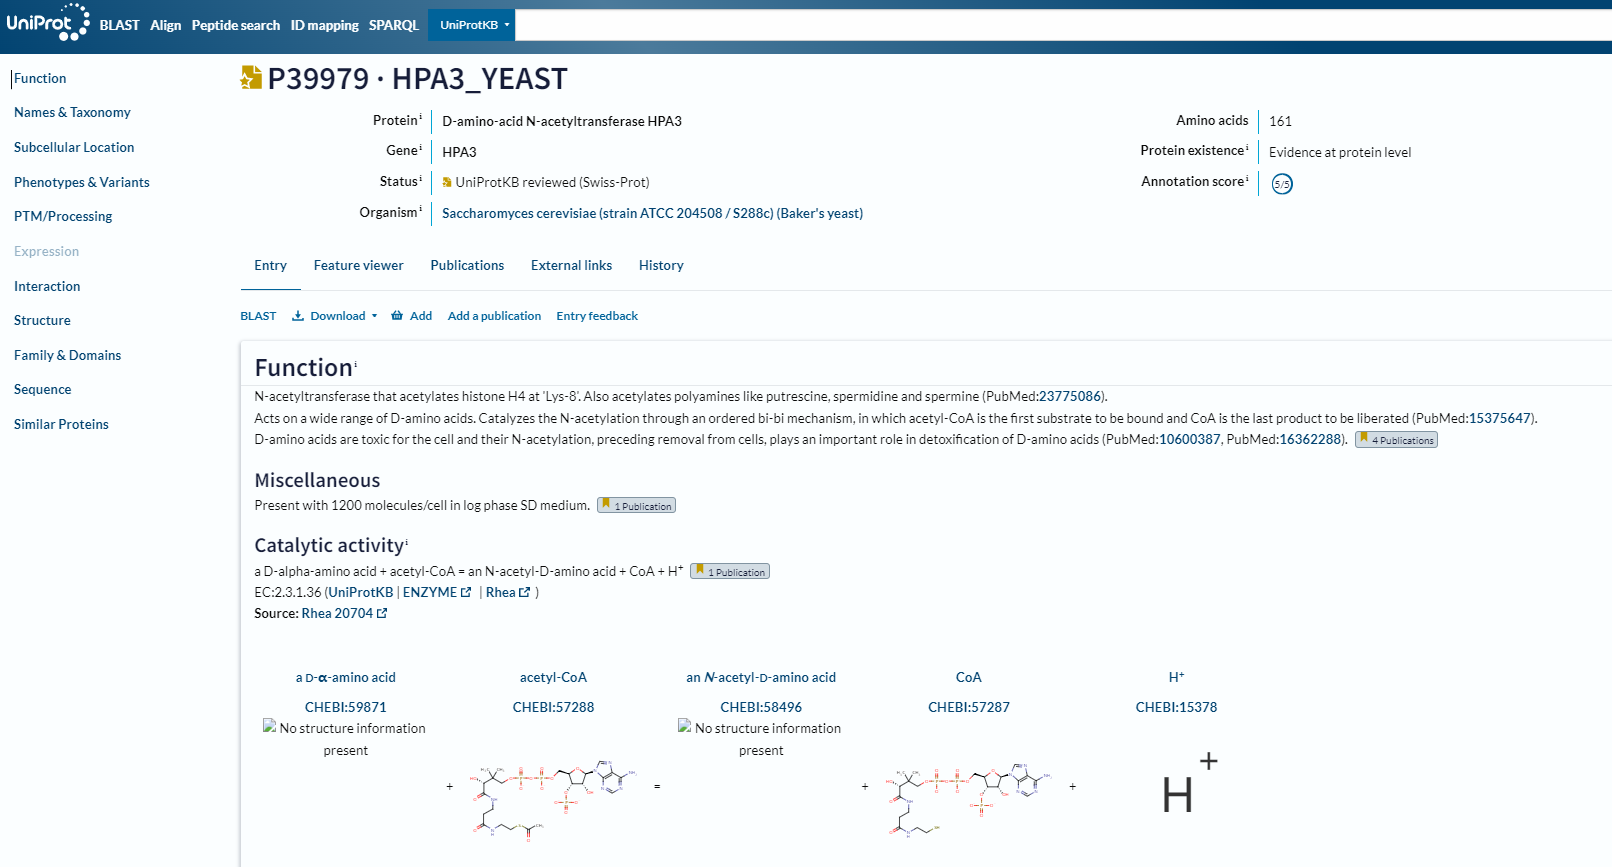 UniProt BLAST Align Peptide search ID mapping SPARQL UniProtKB
Function
Names & Taxonomy
Subcellular Location
Phenotypes & Variants
PTM/Processing
Expression
Interaction
Structure
Family & Domains
Sequence
Similar Proteins
P39979 · HPA3_YEAST
Protein i D-amino-acid N-acetyltransferase HPA3
Gene i HPA3
Status i UniProtKB reviewed (Swiss-Prot)
Organism i Saccharomyces cerevisiae (strain ATCC 204508 / S288c) (Baker's yeast)
Amino acids 161
Protein existence i Evidence at protein level
Annotation score i 5/5
Entry Feature viewer Publications External links History
BLAST Download Add Add a publication Entry feedback
Function i
N-acetyltransferase that acetylates histone H4 at 'Lys-8'. Also acetylates polyamines like putrescine, spermidine and spermine (PubMed:23775086).
Acts on a wide range of D-amino acids. Catalyzes the N-acetylation through an ordered bi-bi mechanism, in which acetyl-CoA is the first substrate to be bound and CoA is the last product to be liberated (PubMed:15375647).
D-amino acids are toxic for the cell and their N-acetylation, preceding removal from cells, plays an important role in detoxification of D-amino acids (PubMed:10600387, PubMed:16362288). 4 Publications
Miscellaneous
Present with 1200 molecules/cell in log phase SD medium. 1 Publication
Catalytic activity i
a D-alpha-amino acid + acetyl-CoA = an N-acetyl-D-amino acid + CoA + H⁺ 1 Publication
EC:2.3.1.36 (UniProtKB | ENZYME | Rhea )
Source: Rhea 20704
a D-α-amino acid acetyl-CoA an N-acetyl-D-amino acid CoA H⁺
CHEBI:59871 CHEBI:57288 CHEBI:58496 CHEBI:57287 CHEBI:15378
No structure information present
No structure information present
+ = + + H⁺